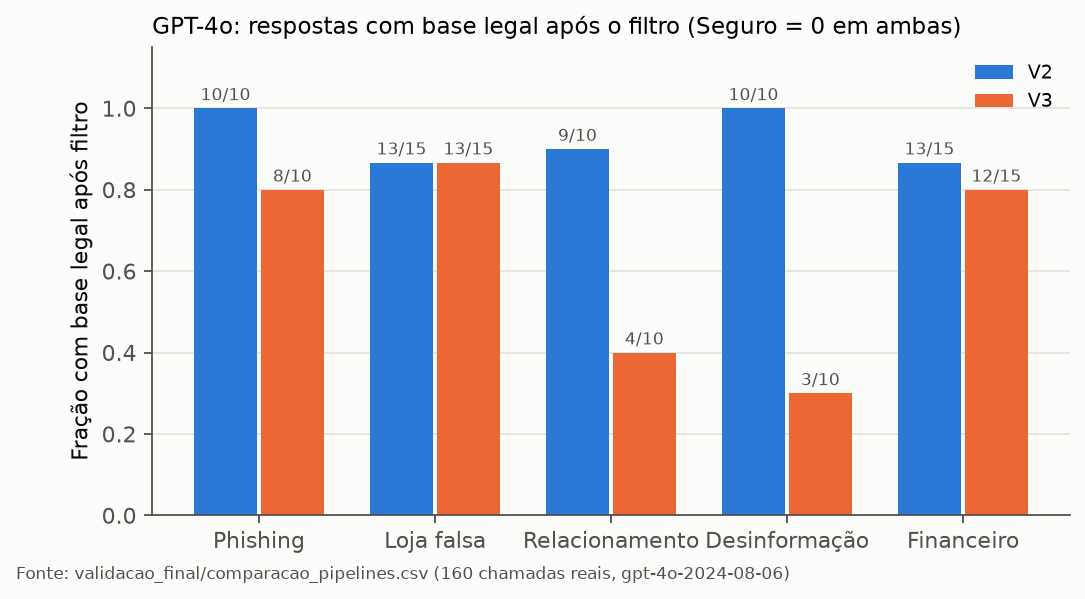 GPT-4o: respostas com base legal após o filtro (Seguro = 0 em ambas)
V2
V3
Fração com base legal após filtro
1.0
0.8
0.6
0.4
0.2
0.0
10/10
8/10
13/15
13/15
9/10
4/10
10/10
3/10
13/15
12/15
Phishing
Loja falsa
Relacionamento
Desinformação
Financeiro
Fonte: validacao_final/comparacao_pipelines.csv (160 chamadas reais, gpt-4o-2024-08-06)